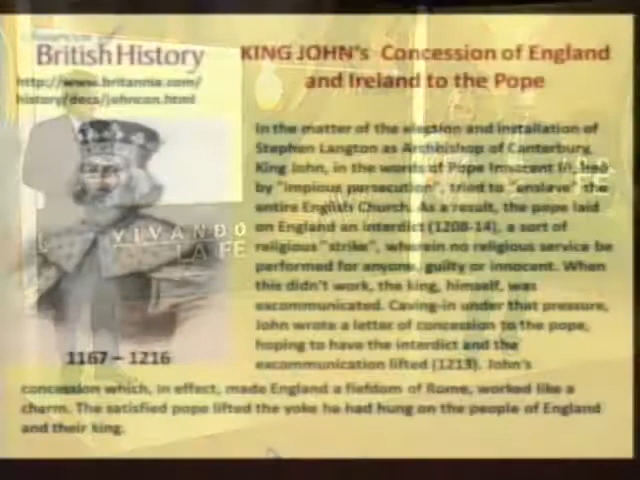 British History
http://www.britannia.com/
history/docs/johncon.html
KING JOHN's Concession of England
and Ireland to the Pope
In the matter of the election and installation of
Stephen Langton as Archbishop of Canterbury,
King John, in the words of Pope Innocent III, had
by "impious persecution", tried to "enslave" the
entire English Church. As a result, the pope laid
on England an interdict (1208-14), a sort of
religious "strike", wherein no religious service be
performed for anyone, guilty or innocent. When
this didn't work, the king, himself, was
excommunicated. Caving-in under that pressure,
John wrote a letter of concession to the pope,
hoping to have the interdict and the
excommunication lifted (1213). John's
concession which, in effect, made England a fiefdom of Rome, worked like a
charm. The satisfied pope lifted the yoke he had hung on the people of England
and their king.
VIVANDO
LA FE
1167 – 1216